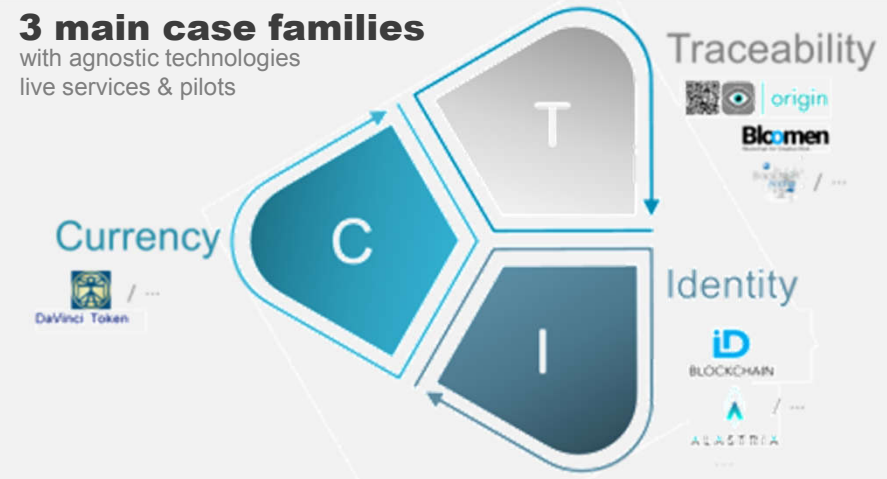 3 main case families
with agnostic technologies
live services & pilots
Traceability
origin
Bloomen
/ ...
T
Currency
C
DaVinci Token
/ ...
Identity
I
iD
BLOCKCHAIN
ALASTRIA
/ ...
...